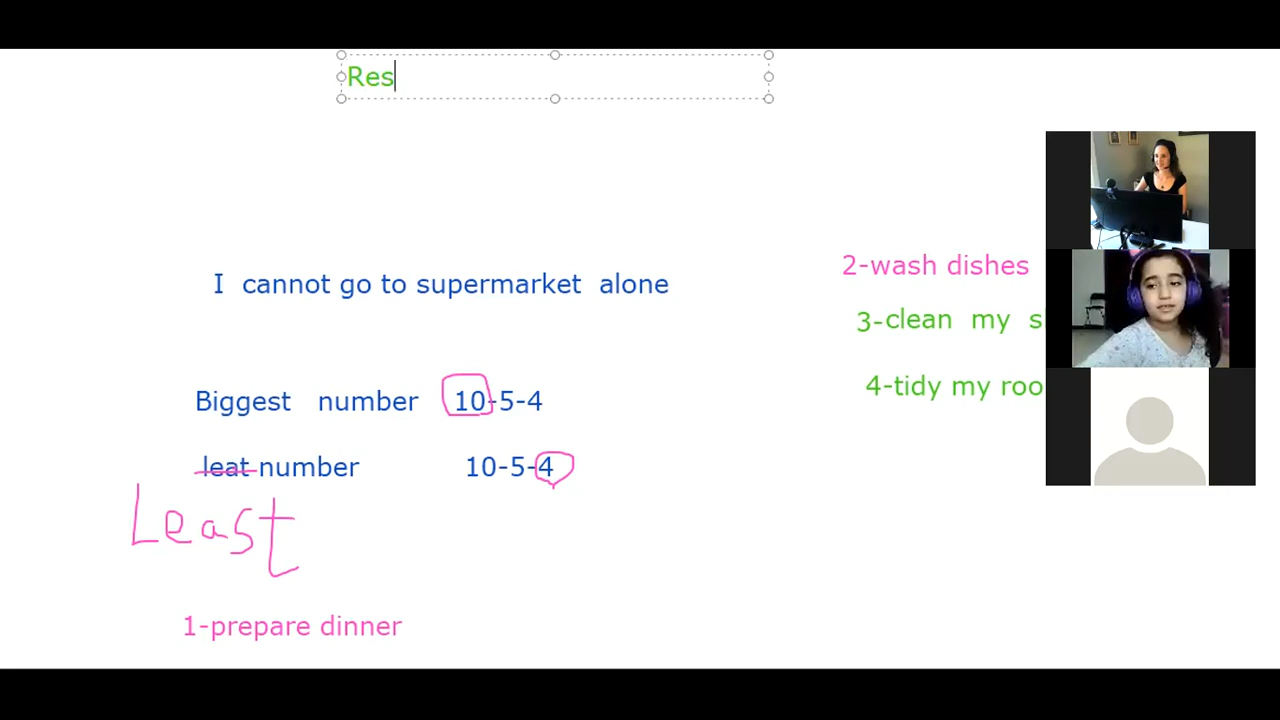 Res
I cannot go to supermarket alone
Biggest number 10-5-4
leat number 10-5-4
Least
1-prepare dinner
2-wash dishes
3-clean my s
4-tidy my roo